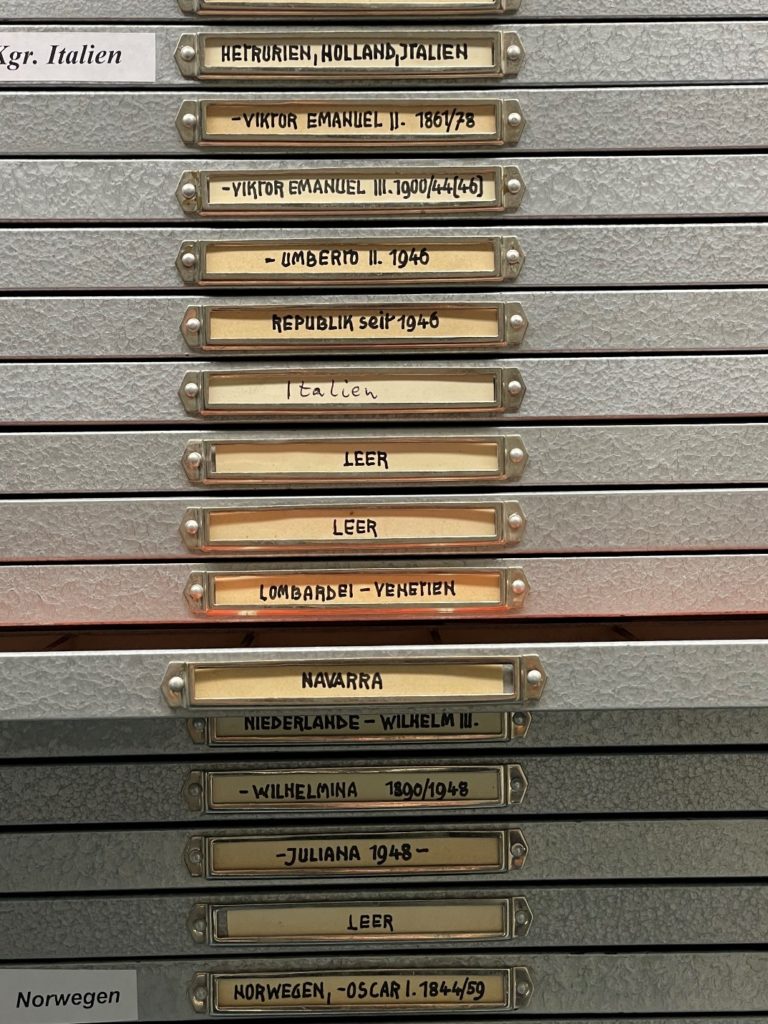 Kgr. Italien
HETRURIEN, HOLLAND, ITALIEN
-VIKTOR EMANUEL II. 1861/78
-VIKTOR EMANUEL III. 1900/44[46]
- UMBERTO II. 1946
REPUBLIK seit 1946
Italien
LEER
LEER
LOMBARDEI - VENETIEN
NAVARRA
NIEDERLANDE - WILHELM III.
- WILHELMINA 1890/1948
-JULIANA 1948-
LEER
Norwegen
NORWEGEN, -OSCAR I. 1844/59